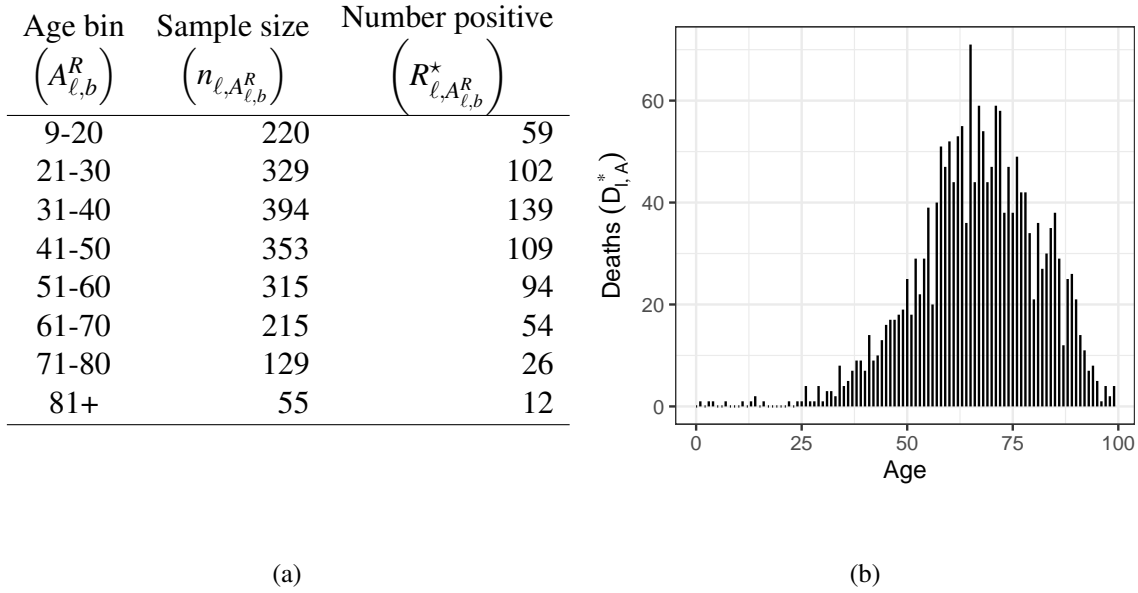 Age bin Sample size Number positive
(A^R_{ℓ,b}) (n_{ℓ,A^R_{ℓ,b}}) (R^⋆_{ℓ,A^R_{ℓ,b}})
9-20 220 59
21-30 329 102
31-40 394 139
41-50 353 109
51-60 315 94
61-70 215 54
71-80 129 26
81+ 55 12
(a)
Deaths (D^*_{l, A})
60
40
20
0
0 25 50 75 100
Age
(b)